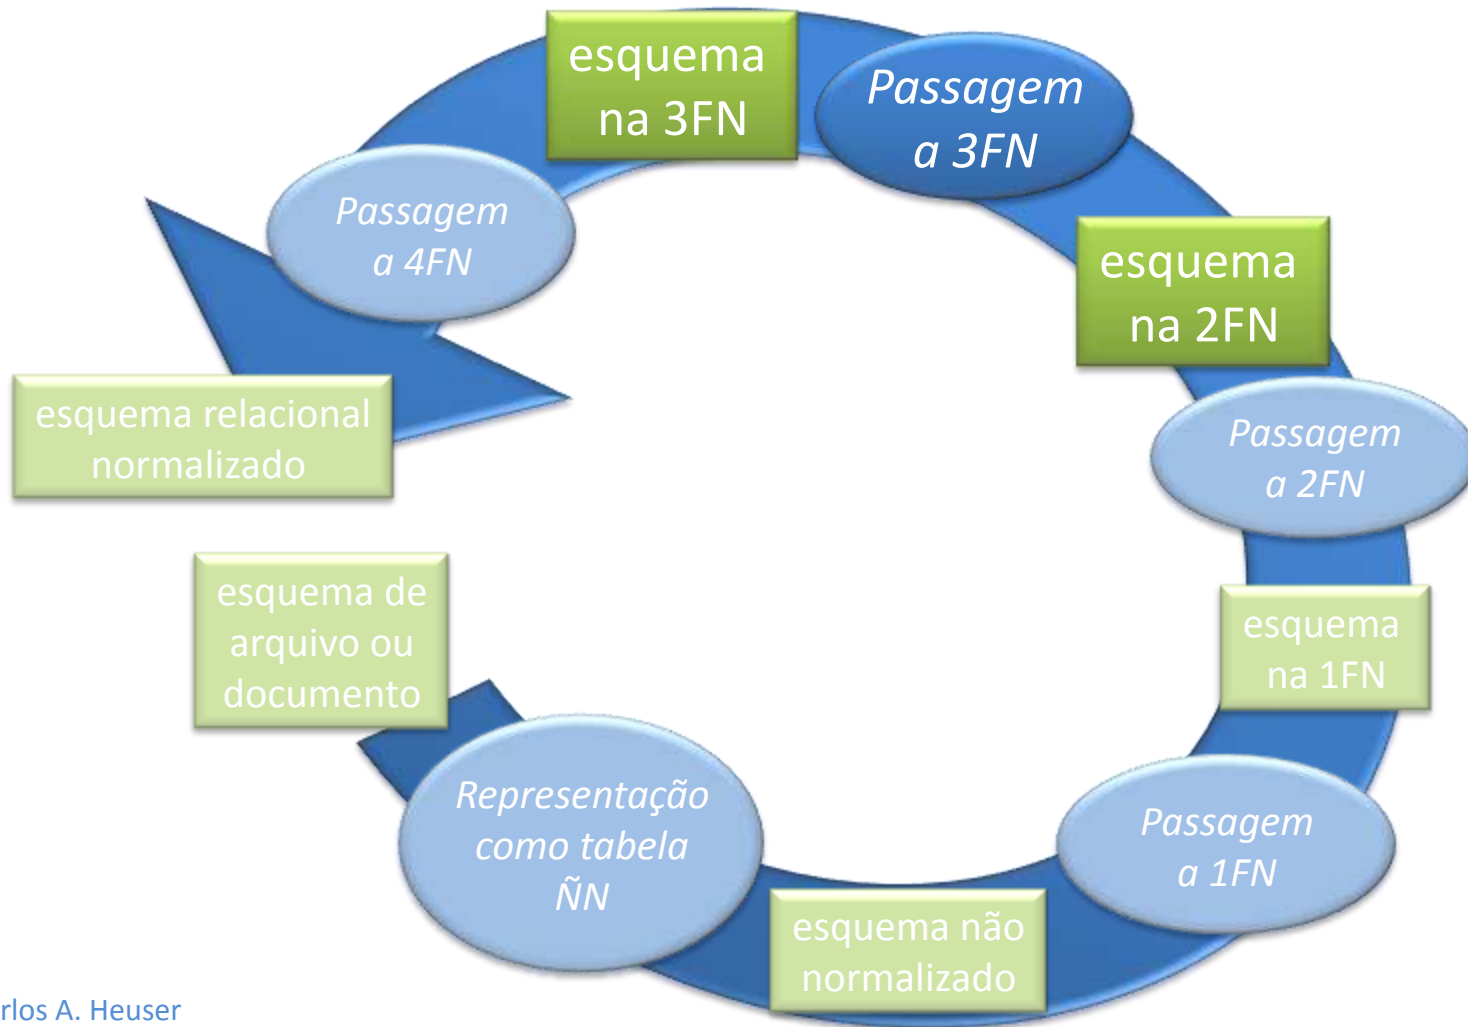 esquema
na 3FN
Passagem
a 3FN
Passagem
a 4FN
esquema
na 2FN
esquema relacional
normalizado
Passagem
a 2FN
esquema de
arquivo ou
documento
esquema
na 1FN
Representação
como tabela
ÑN
Passagem
a 1FN
esquema não
normalizado
rlos A. Heuser